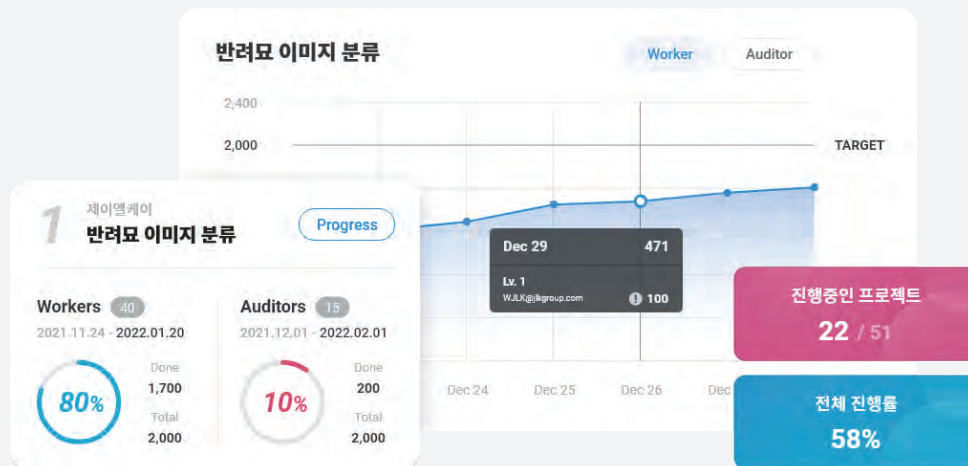 반려묘 이미지 분류
Worker
Auditor
2,400
2,000
TARGET
1
제이엘케이
반려묘 이미지 분류
Progress
Workers 40
2021.11.24 - 2022.01.20
80%
Done
1,700
Total
2,000
Auditors 15
2021.12.01 - 2022.02.01
10%
Done
200
Total
2,000
Dec 29 471
Lv. 1
WJLK@jlkgroup.com 100
Dec 24
Dec 25
Dec 26
Dec
진행중인 프로젝트
22 / 51
전체 진행률
58%